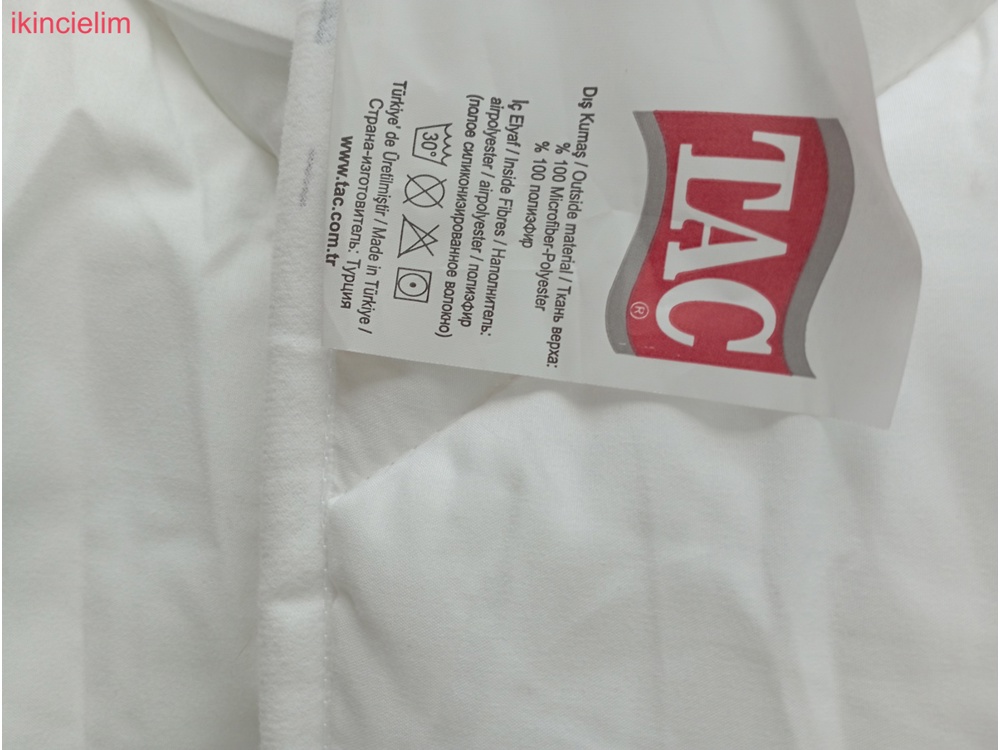 ikincielim
TAC
®
Dış Kumaş / Outside material / Ткань верха:
% 100 Microfiber-Polyester
% 100 полиэфир
İç Elyaf / Inside Fibres / Наполнитель:
airpolyester / airpolyester / полиэфир
(полое силиконизированное волокно)
30°
Türkiye' de Üretilmiştir / Made in Türkiye /
Страна-изготовитель: Турция
www.tac.com.tr